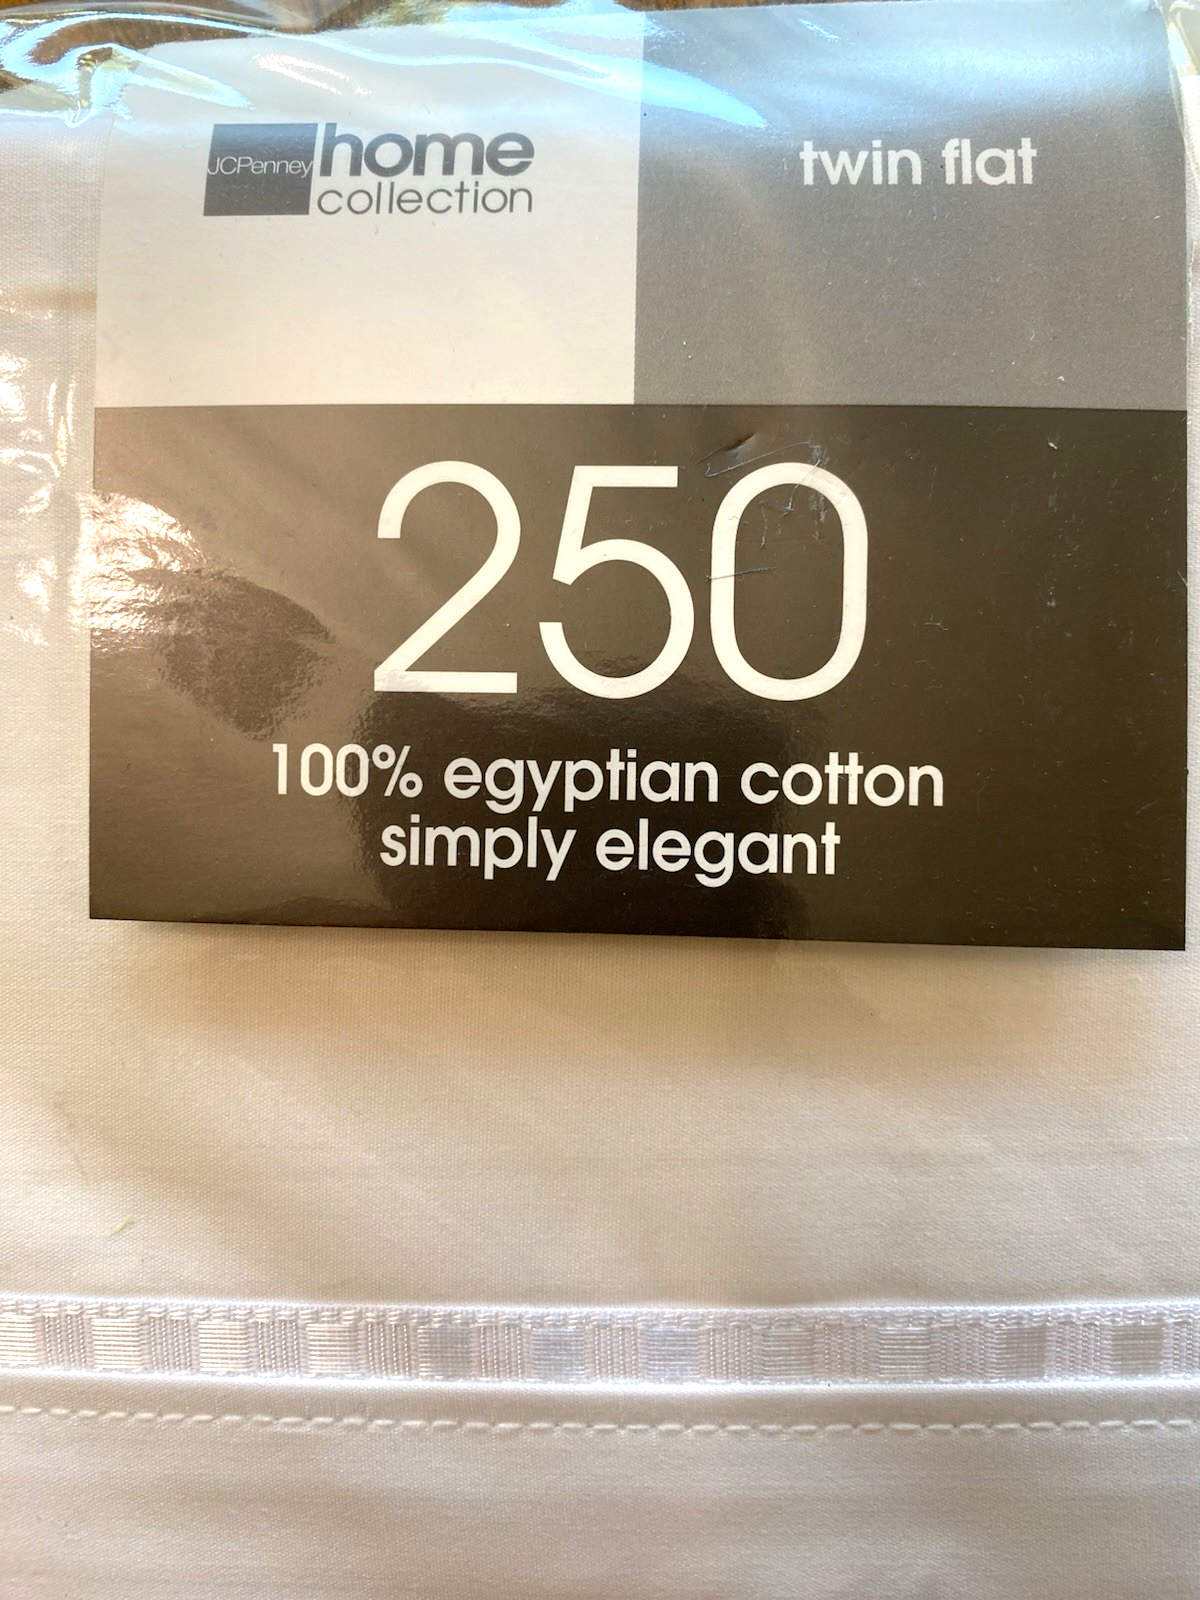 JCPenney home
collection
twin flat
250
100% egyptian cotton
simply elegant